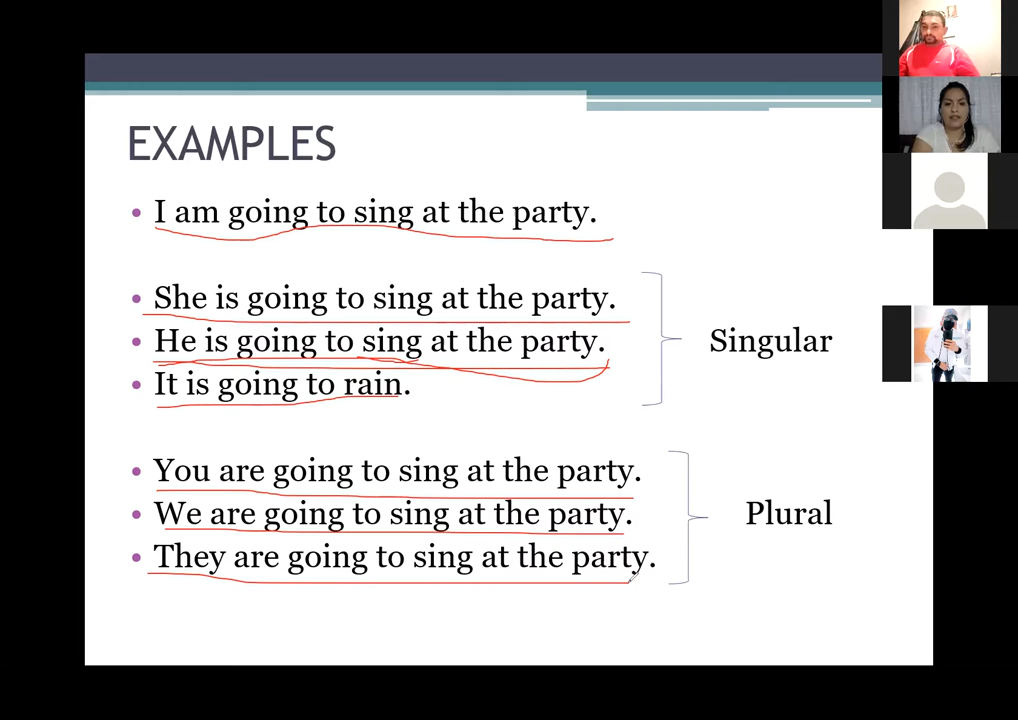 EXAMPLES
• I am going to sing at the party.
• She is going to sing at the party.
• He is going to sing at the party.
• It is going to rain.
Singular
• You are going to sing at the party.
• We are going to sing at the party.
• They are going to sing at the party.
Plural